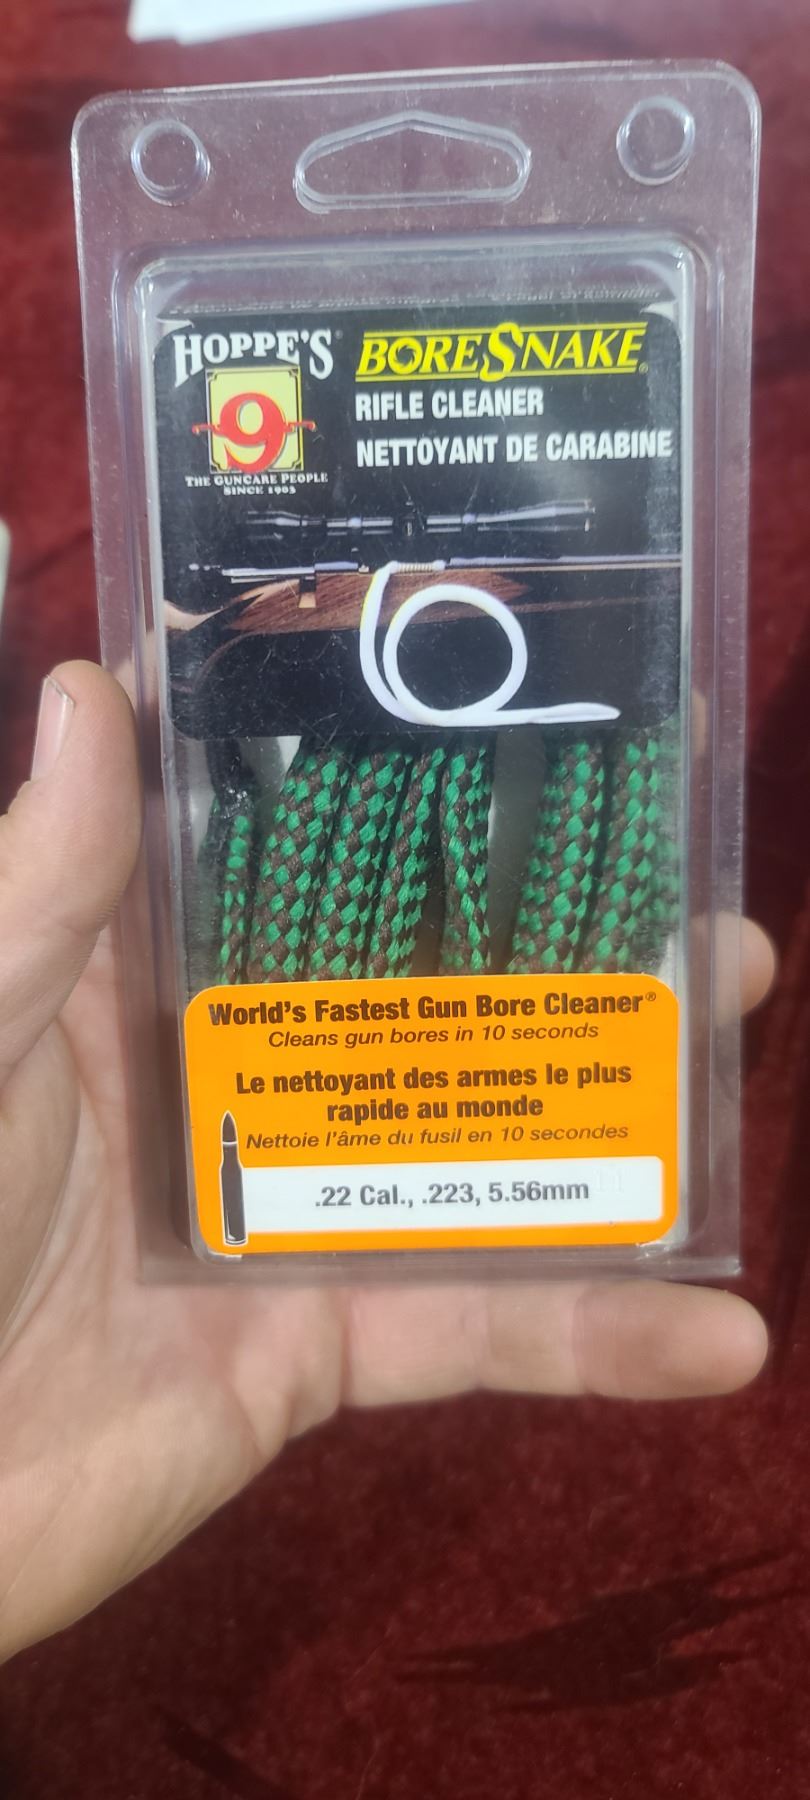 HOPPE'S®
9
THE GUNCARE PEOPLE
SINCE 1903
BORESNAKE®
RIFLE CLEANER
NETTOYANT DE CARABINE
World's Fastest Gun Bore Cleaner®
Cleans gun bores in 10 seconds
Le nettoyant des armes le plus
rapide au monde
Nettoie l'âme du fusil en 10 secondes
.22 Cal., .223, 5.56mm